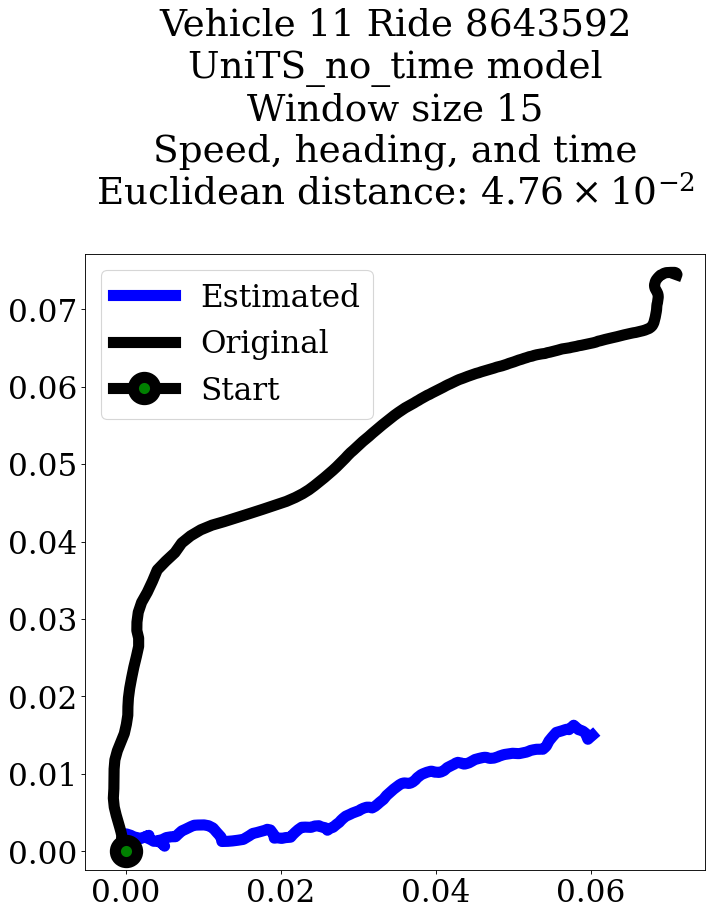 Vehicle 11 Ride 8643592
UniTS_no_time model
Window size 15
Speed, heading, and time
Euclidean distance: 4.76 × 10⁻²
Estimated
Original
Start
0.07
0.06
0.05
0.04
0.03
0.02
0.01
0.00
0.00 0.02 0.04 0.06